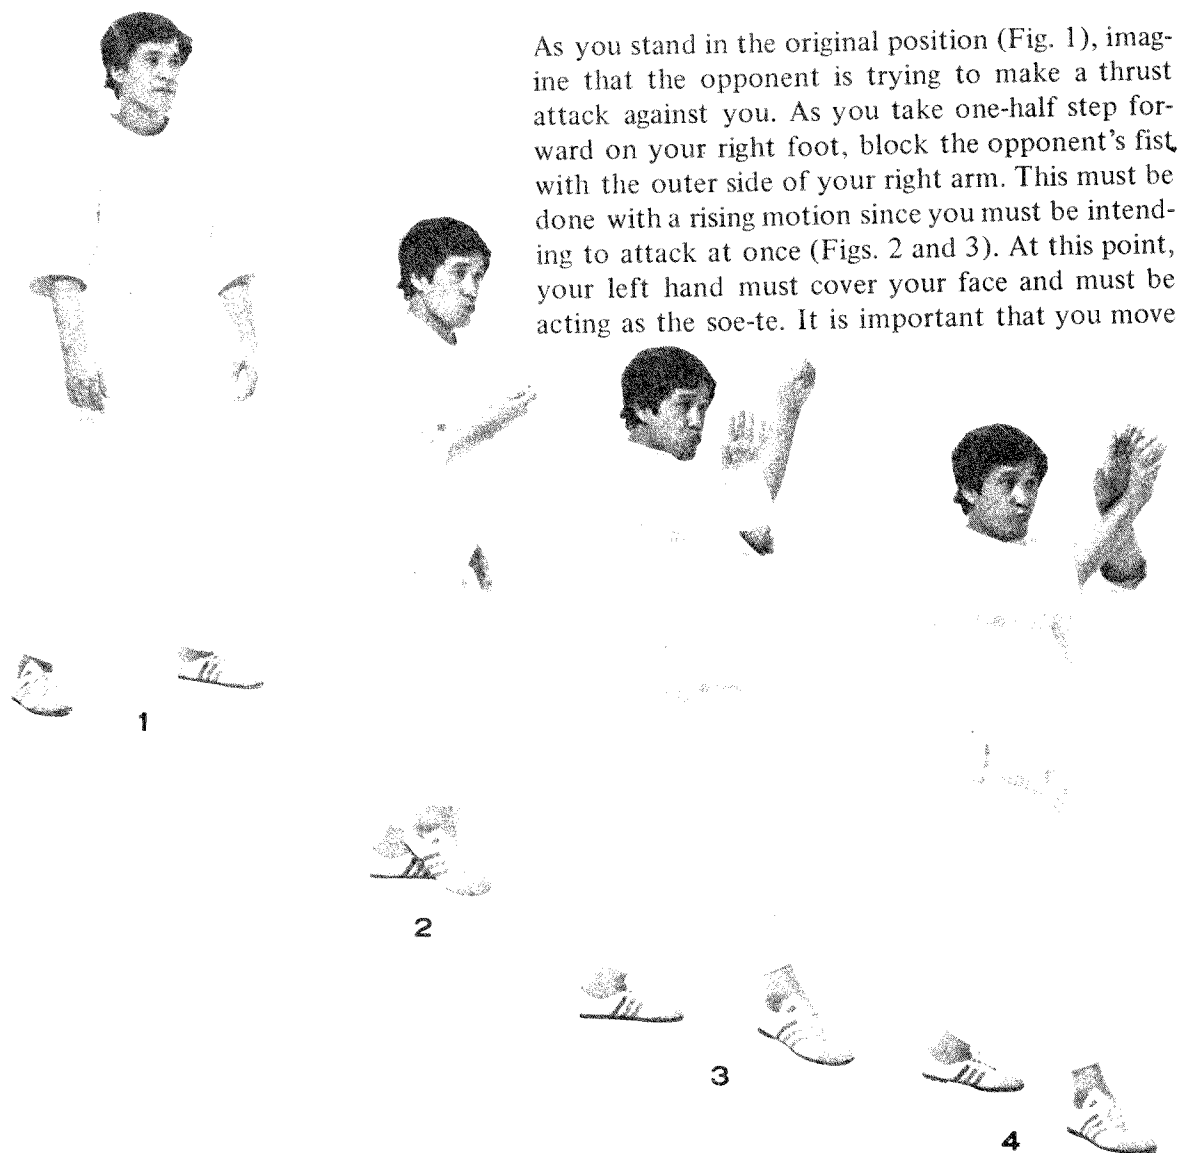 As you stand in the original position (Fig. 1), imag-
ine that the opponent is trying to make a thrust
attack against you. As you take one-half step for-
ward on your right foot, block the opponent's fist
with the outer side of your right arm. This must be
done with a rising motion since you must be intend-
ing to attack at once (Figs. 2 and 3). At this point,
your left hand must cover your face and must be
acting as the soe-te. It is important that you move
1
2
3
4